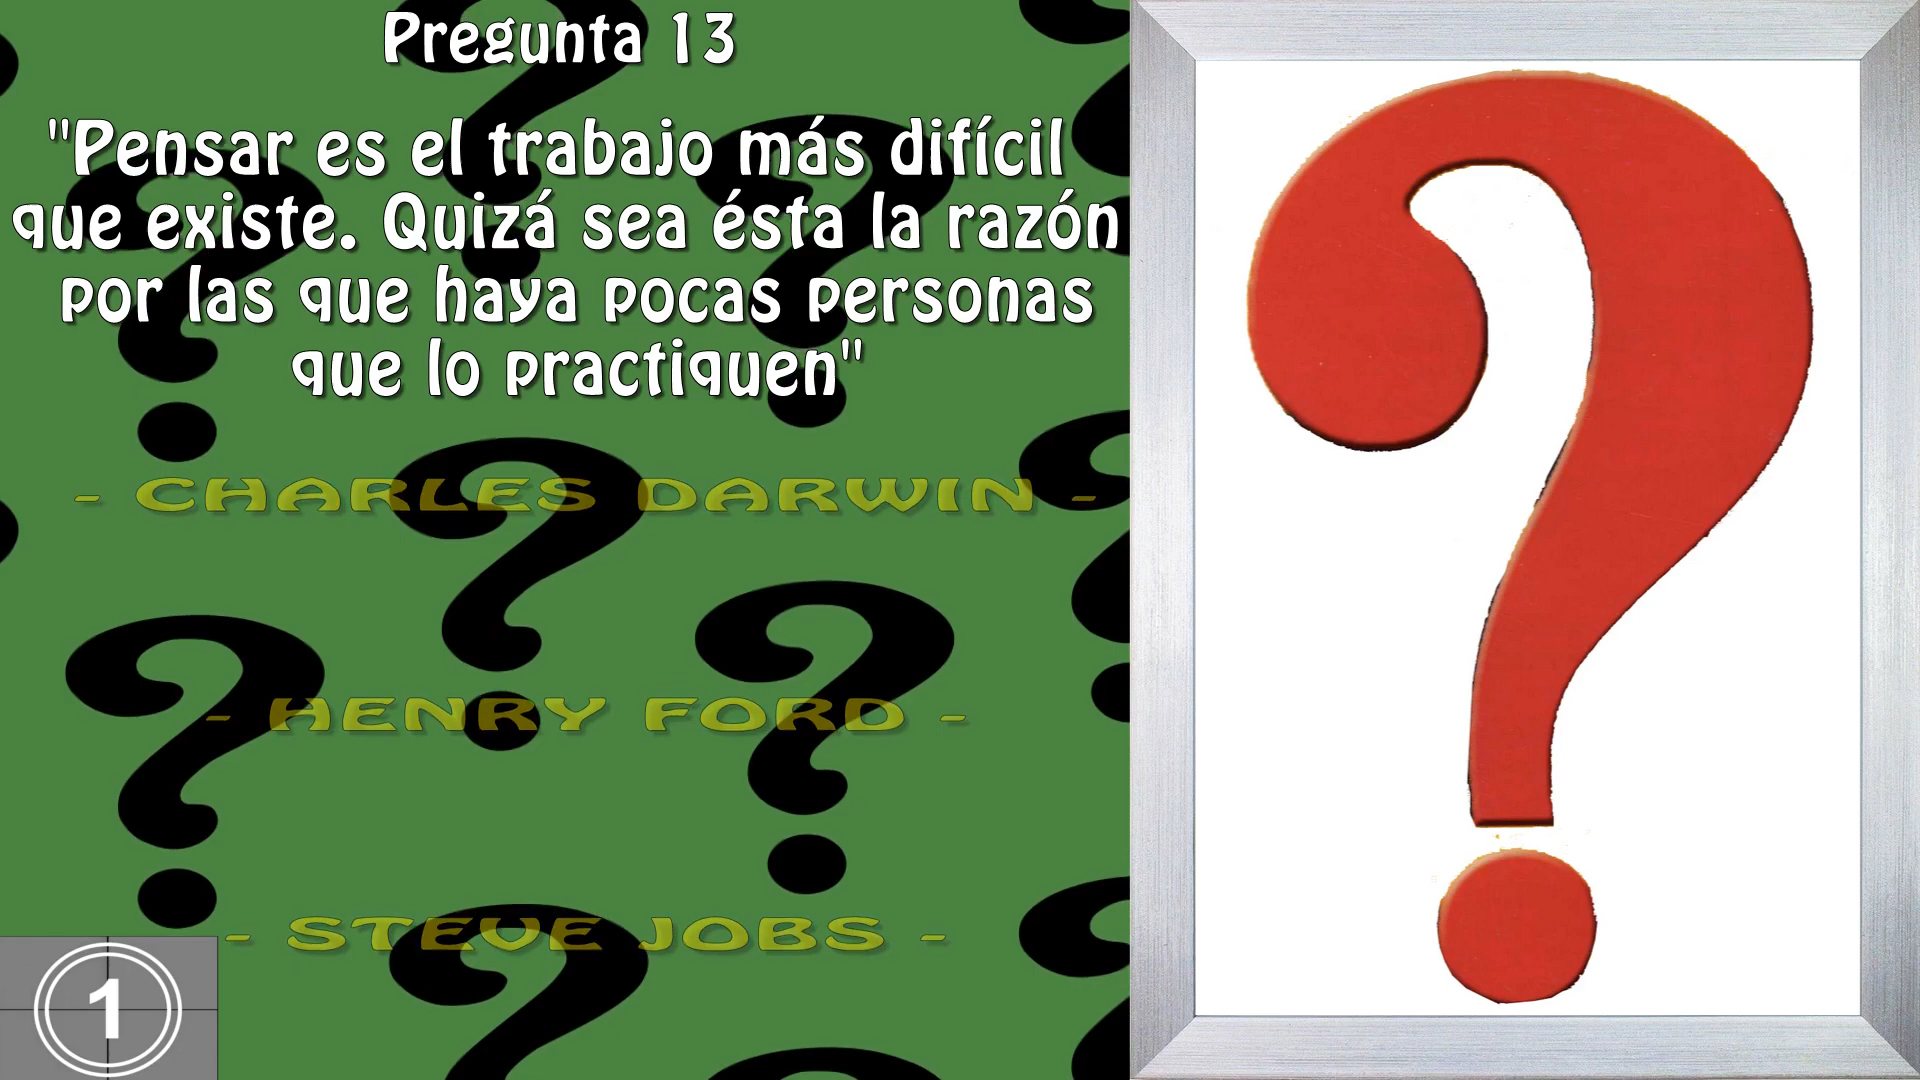 Pregunta 13
"Pensar es el trabajo más difícil
que existe. Quizá sea ésta la razón
por las que haya pocas personas
que lo practiquen"
- CHARLES DARWIN -
- HENRY FORD -
- STEVE JOBS -
1